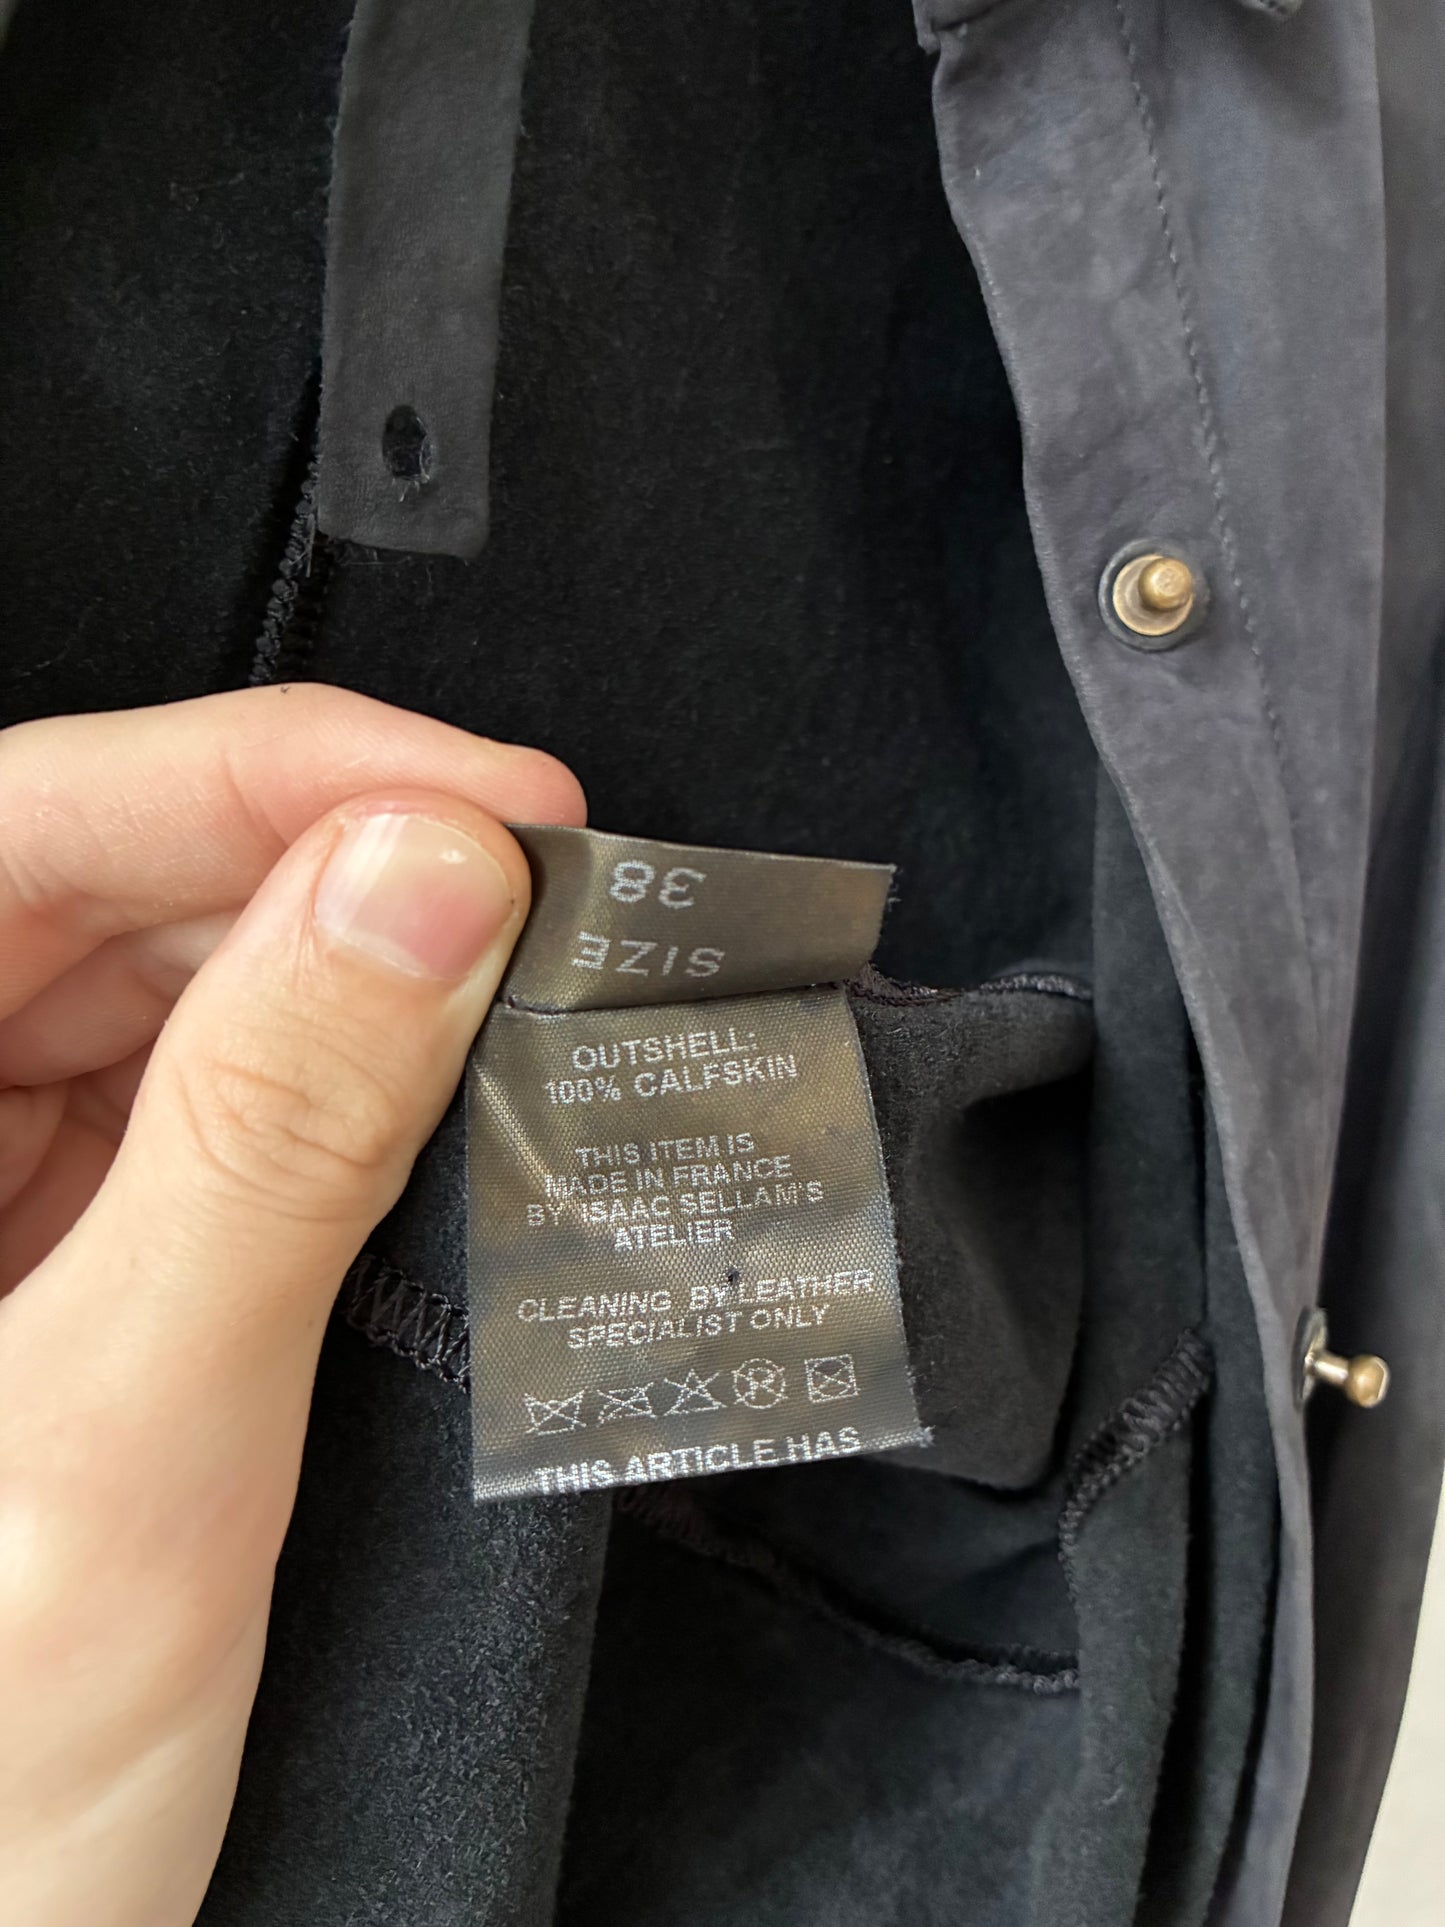 SIZE
38
OUTSHELL:
100% CALFSKIN
THIS ITEM IS
MADE IN FRANCE
BY ISAAC SELLAM'S
ATELIER
CLEANING BY LEATHER
SPECIALIST ONLY
R
THIS ARTICLE HAS